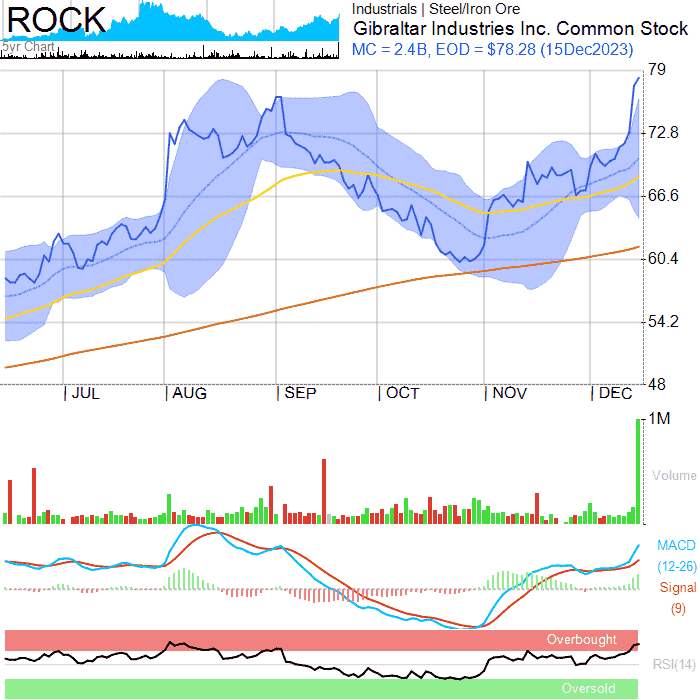 ROCK
5yr Chart
Industrials | Steel/Iron Ore
Gibraltar Industries Inc. Common Stock
MC = 2.4B, EOD = $78.28 (15Dec2023)
79
72.8
66.6
60.4
54.2
48
JUL
AUG
SEP
OCT
NOV
DEC
1M
Volume
MACD
(12-26)
Signal
(9)
Overbought
RSI(14)
Oversold